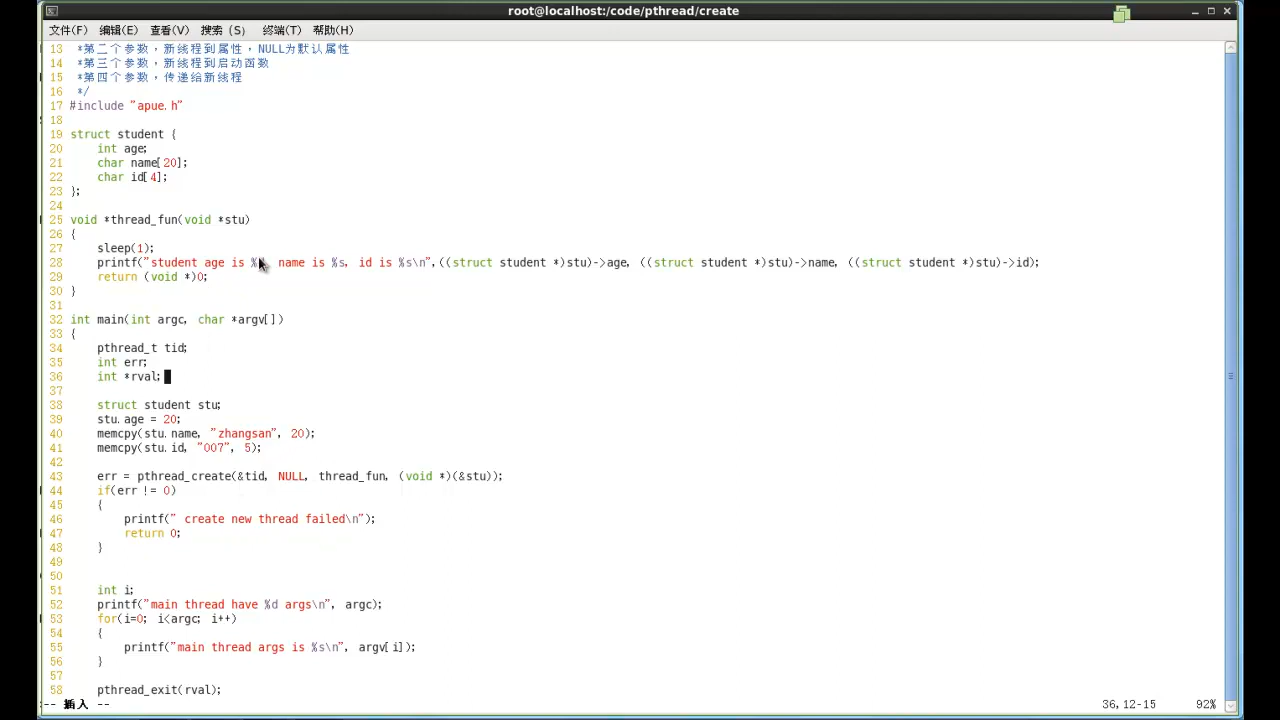 root@localhost:/code/pthread/create
文件(F) 编辑(E) 查看(V) 搜索 (S) 终端(T) 帮助(H)
13 *第二个参数，新线程到属性，NULL为默认属性
14 *第三个参数，新线程到启动函数
15 *第四个参数，传递给新线程
16 */
17 #include "apue.h"
18
19 struct student {
20 int age;
21 char name[20];
22 char id[4];
23 };
24
25 void *thread_fun(void *stu)
26 {
27 sleep(1);
28 printf("student age is % name is %s, id is %s\n",((struct student *)stu)->age, ((struct student *)stu)->name, ((struct student *)stu)->id);
29 return (void *)0;
30 }
31
32 int main(int argc, char *argv[])
33 {
34 pthread_t tid;
35 int err;
36 int *rval;
37
38 struct student stu;
39 stu.age = 20;
40 memcpy(stu.name, "zhangsan", 20);
41 memcpy(stu.id, "007", 5);
42
43 err = pthread_create(&tid, NULL, thread_fun, (void *)(&stu));
44 if(err != 0)
45 {
46 printf(" create new thread failed\n");
47 return 0;
48 }
49
50
51 int i;
52 printf("main thread have %d args\n", argc);
53 for(i=0; i<argc; i++)
54 {
55 printf("main thread args is %s\n", argv[i]);
56 }
57
58 pthread_exit(rval);
-- 插入 -- 36,12-15 92%